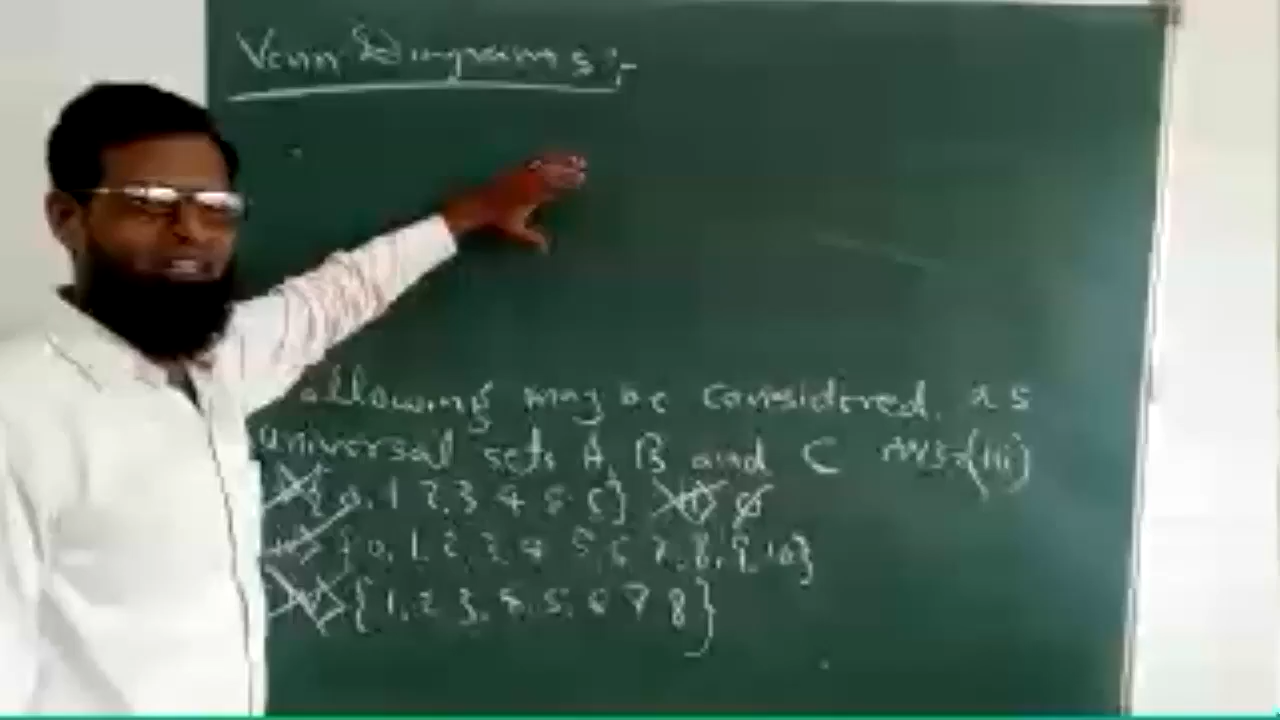 Venn Diagrams:-
ollowing may be considered as
universal sets A, B and C Ans=(iii)
{0, 1 2, 3 4 5 6} (ii) ϕ
{0, 1, 2, 3, 4, 5, 6 7, 8, 9, 10}
{1, 2 3, 4, 5, 6 7 8}